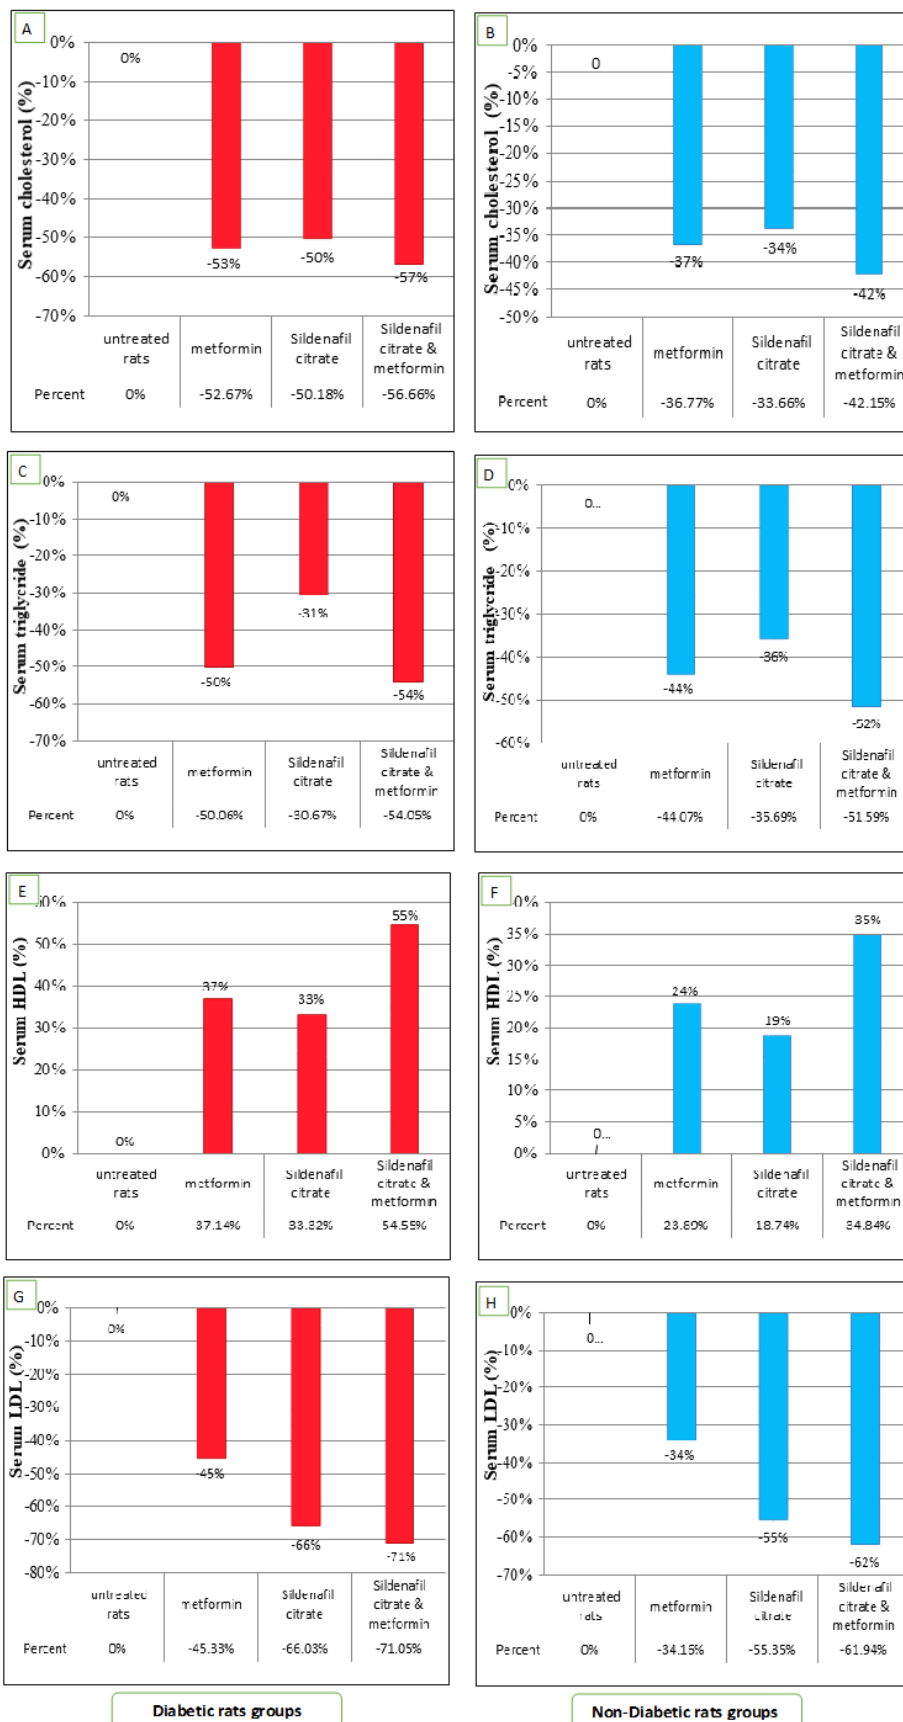 A
Serum cholesterol (%)
0%
-10%
-20%
-30%
-40%
-50%
-60%
-70%
0%
-53%
-50%
-57%
untreated rats
metformin
Sildenafil citrate
Sildenafil citrate & metformin
Percent 0% -52.67% -50.18% -56.66%
B
Serum cholesterol (%)
0%
-5%
-10%
-15%
-20%
-25%
-30%
-35%
-40%
-45%
-50%
0
-37%
-34%
-42%
untreated rats
metformin
Sildenafil citrate
Sildenafil citrate & metformin
Percent 0% -36.77% -33.66% -42.15%
C
Serum triglycride (%)
0%
-10%
-20%
-30%
-40%
-50%
-60%
-70%
0%
-50%
-31%
-54%
untreated rats
metformin
Sildenafil citrate
Sildenafil citrate & metformin
Percent 0% -50.06% -30.67% -54.05%
D
Serum triglycride (%)
0%
-10%
-20%
-30%
-40%
-50%
-60%
0...
-44%
-36%
-52%
untreated rats
metformin
Sildenafil citrate
Sildenafil citrate & metformin
Percent 0% -44.07% -35.69% -51.59%
E
Serum HDL (%)
50%
40%
30%
20%
10%
0%
0%
37%
33%
55%
untreated rats
metformin
Sildenafil citrate
Sildenafil citrate & metformin
Percent 0% 37.14% 33.32% 54.55%
F
Serum HDL (%)
35%
30%
25%
20%
15%
10%
5%
0%
0...
24%
19%
35%
untreated rats
metformin
Sildenafil citrate
Sildenafil citrate & metformin
Percent 0% 23.89% 18.74% 34.84%
G
Serum LDL (%)
0%
-10%
-20%
-30%
-40%
-50%
-60%
-70%
-80%
0%
-45%
-66%
-71%
untreated rats
metformin
Sildenafil citrate
Sildenafil citrate & metformin
Percent 0% -45.33% -66.03% -71.05%
H
Serum LDL (%)
0%
-10%
-20%
-30%
-40%
-50%
-60%
-70%
0...
-34%
-55%
-62%
untreated rats
metformin
Sildenafil citrate
Sildenafil citrate & metformin
Percent 0% -34.16% -55.35% -61.94%
Diabetic rats groups
Non-Diabetic rats groups